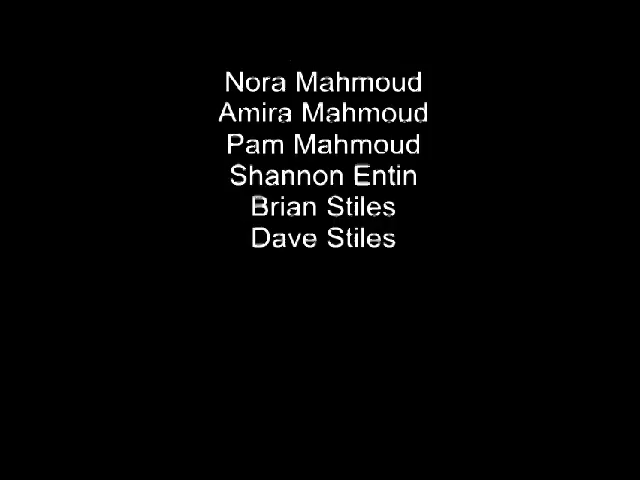 Nora Mahmoud
Amira Mahmoud
Pam Mahmoud
Shannon Entin
Brian Stiles
Dave Stiles